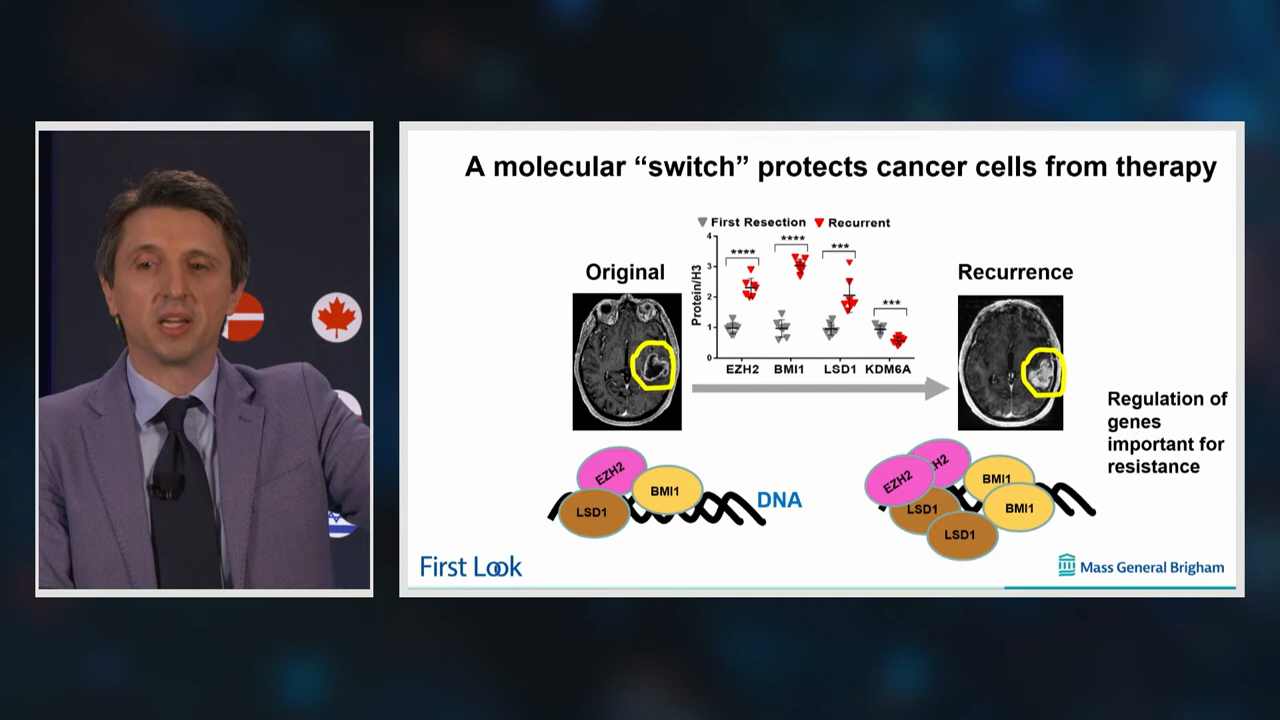 A molecular “switch” protects cancer cells from therapy
First Resection Recurrent
Original
Recurrence
Protein/H3
4
3
2
1
0
****
****
***
***
EZH2 BMI1 LSD1 KDM6A
Regulation of
genes
important for
resistance
EZH2
BMI1
LSD1
DNA
H2
EZH2
BMI1
LSD1
BMI1
LSD1
First Look
Mass General Brigham